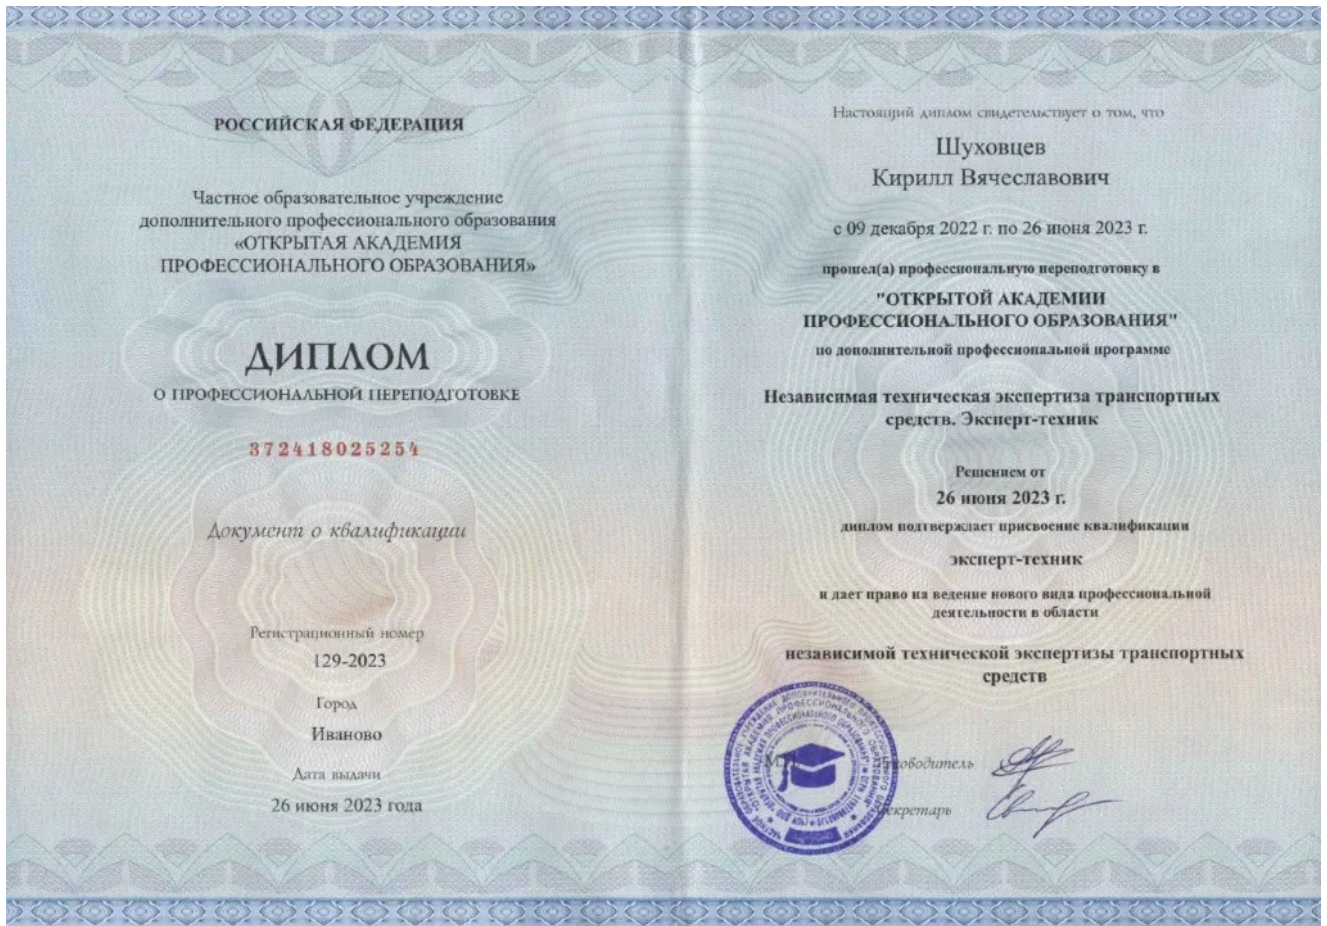 РОССИЙСКАЯ ФЕДЕРАЦИЯ
Частное образовательное учреждение
дополнительного профессионального образования
«ОТКРЫТАЯ АКАДЕМИЯ
ПРОФЕССИОНАЛЬНОГО ОБРАЗОВАНИЯ»
ДИПЛОМ
О ПРОФЕССИОНАЛЬНОЙ ПЕРЕПОДГОТОВКЕ
372418025254
Документ о квалификации
Регистрационный номер
129-2023
Город
Иваново
Дата выдачи
26 июня 2023 года
Настоящий диплом свидетельствует о том, что
Шуховцев
Кирилл Вячеславович
с 09 декабря 2022 г. по 26 июня 2023 г.
прошел(а) профессиональную переподготовку в
"ОТКРЫТОЙ АКАДЕМИИ
ПРОФЕССИОНАЛЬНОГО ОБРАЗОВАНИЯ"
по дополнительной профессиональной программе
Независимая техническая экспертиза транспортных
средств. Эксперт-техник
Решением от
26 июня 2023 г.
диплом подтверждает присвоение квалификации
эксперт-техник
и дает право на ведение нового вида профессиональной
деятельности в области
независимой технической экспертизы транспортных
средств
Руководитель
Секретарь